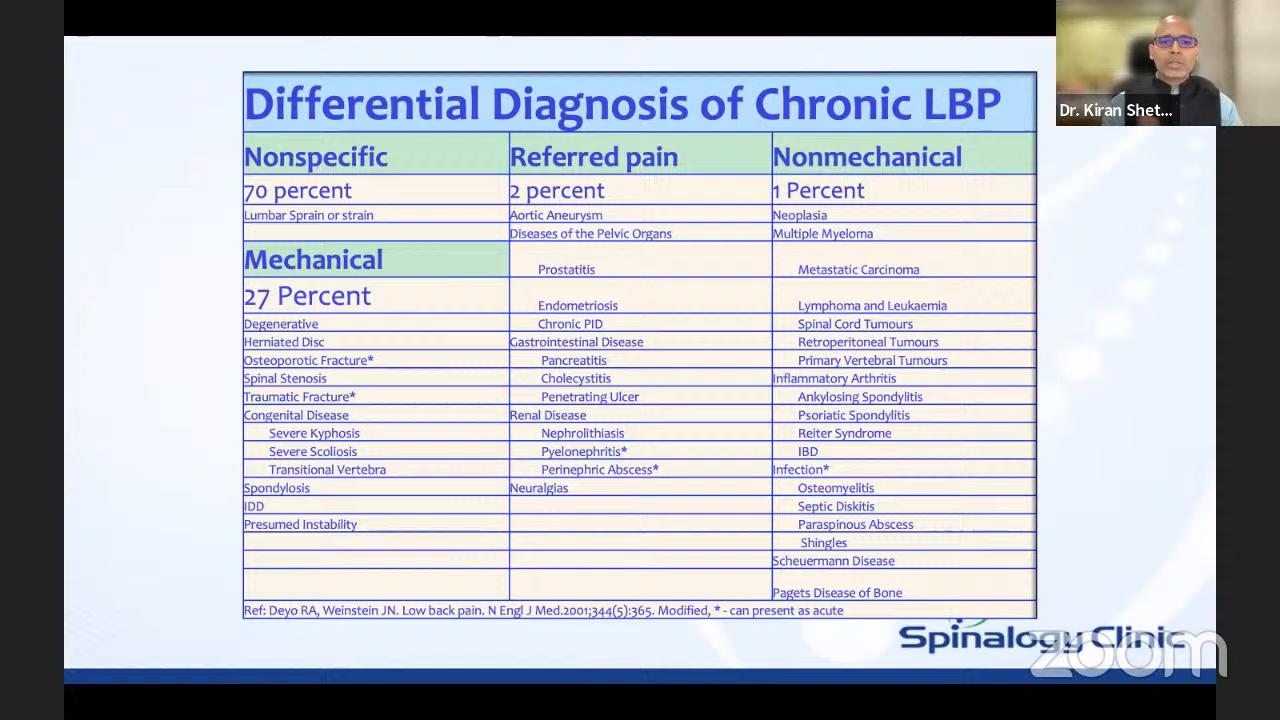 Differential Diagnosis of Chronic LBP
Nonspecific
70 percent
Lumbar Sprain or strain
Mechanical
27 Percent
Degenerative
Herniated Disc
Osteoporotic Fracture*
Spinal Stenosis
Traumatic Fracture*
Congenital Disease
Severe Kyphosis
Severe Scoliosis
Transitional Vertebra
Spondylosis
IDD
Presumed Instability
Referred pain
2 percent
Aortic Aneurysm
Diseases of the Pelvic Organs
Prostatitis
Endometriosis
Chronic PID
Gastrointestinal Disease
Pancreatitis
Cholecystitis
Penetrating Ulcer
Renal Disease
Nephrolithiasis
Pyelonephritis*
Perinephric Abscess*
Neuralgias
Nonmechanical
1 Percent
Neoplasia
Multiple Myeloma
Metastatic Carcinoma
Lymphoma and Leukaemia
Spinal Cord Tumours
Retroperitoneal Tumours
Primary Vertebral Tumours
Inflammatory Arthritis
Ankylosing Spondylitis
Psoriatic Spondylitis
Reiter Syndrome
IBD
Infection*
Osteomyelitis
Septic Diskitis
Paraspinous Abscess
Shingles
Scheuermann Disease
Pagets Disease of Bone
Ref: Deyo RA, Weinstein JN. Low back pain. N Engl J Med.2001;344(5):365. Modified, * - can present as acute
Spinalogy Clinic
zoom
Dr. Kiran Shet...